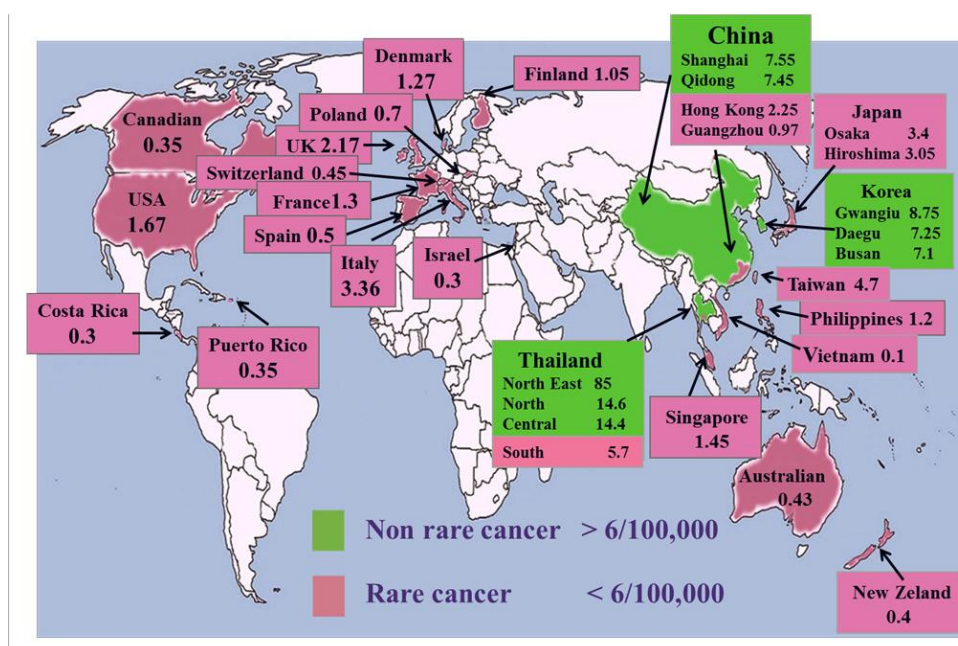 China
Shanghai 7.55
Qidong 7.45
Hong Kong 2.25
Guangzhou 0.97
Denmark
1.27
Finland 1.05
Poland 0.7
Canadian
0.35
UK 2.17
Switzerland 0.45
USA
1.67
France 1.3
Spain 0.5
Italy
3.36
Israel
0.3
Japan
Osaka 3.4
Hiroshima 3.05
Korea
Gwangiu 8.75
Daegu 7.25
Busan 7.1
Taiwan 4.7
Philippines 1.2
Vietnam 0.1
Costa Rica
0.3
Puerto Rico
0.35
Thailand
North East 85
North 14.6
Central 14.4
South 5.7
Singapore
1.45
Australian
0.43
New Zeland
0.4
Non rare cancer > 6/100,000
Rare cancer < 6/100,000